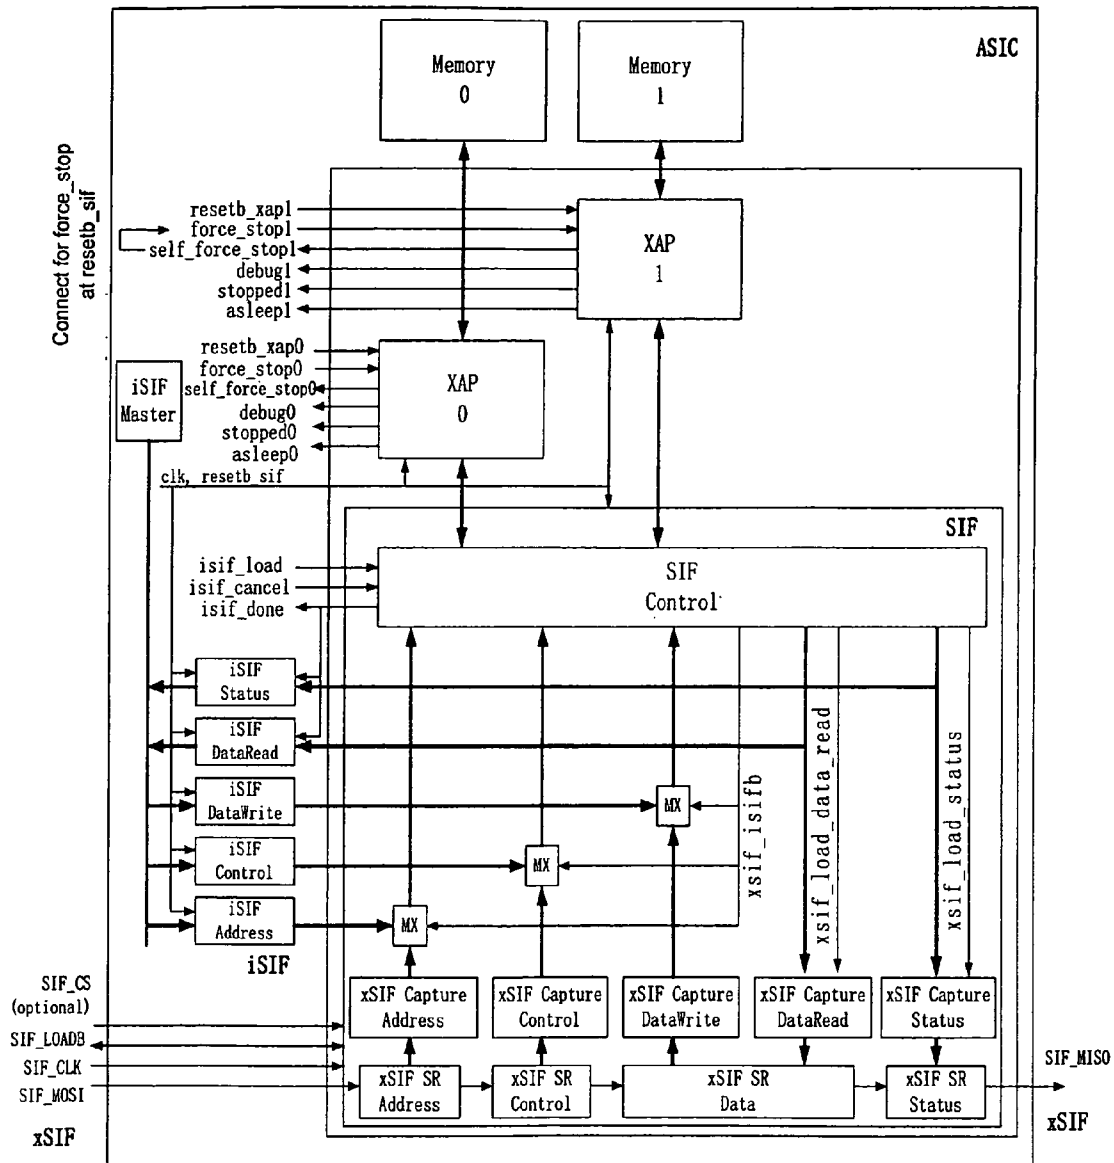 ASIC
Memory
0
Memory
1
Connect for force_stop
at resetb_sif
resetb_xap1
force_stop1
self_force_stop1
debug1
stopped1
asleep1
XAP
1
resetb_xap0
force_stop0
self_force_stop0
debug0
stopped0
asleep0
XAP
0
iSIF
Master
clk, resetb_sif
SIF
isif_load
isif_cancel
isif_done
SIF
Control
iSIF
Status
iSIF
DataRead
iSIF
DataWrite
iSIF
Control
iSIF
Address
iSIF
MX
MX
MX
xsif_isifb
xsif_load_data_read
xsif_load_status
SIF_CS
(optional)
SIF_LOADB
SIF_CLK
SIF_MOSI
xSIF
xSIF Capture
Address
xSIF Capture
Control
xSIF Capture
DataWrite
xSIF Capture
DataRead
xSIF Capture
Status
xSIF SR
Address
xSIF SR
Control
xSIF SR
Data
xSIF SR
Status
SIF_MISO
xSIF